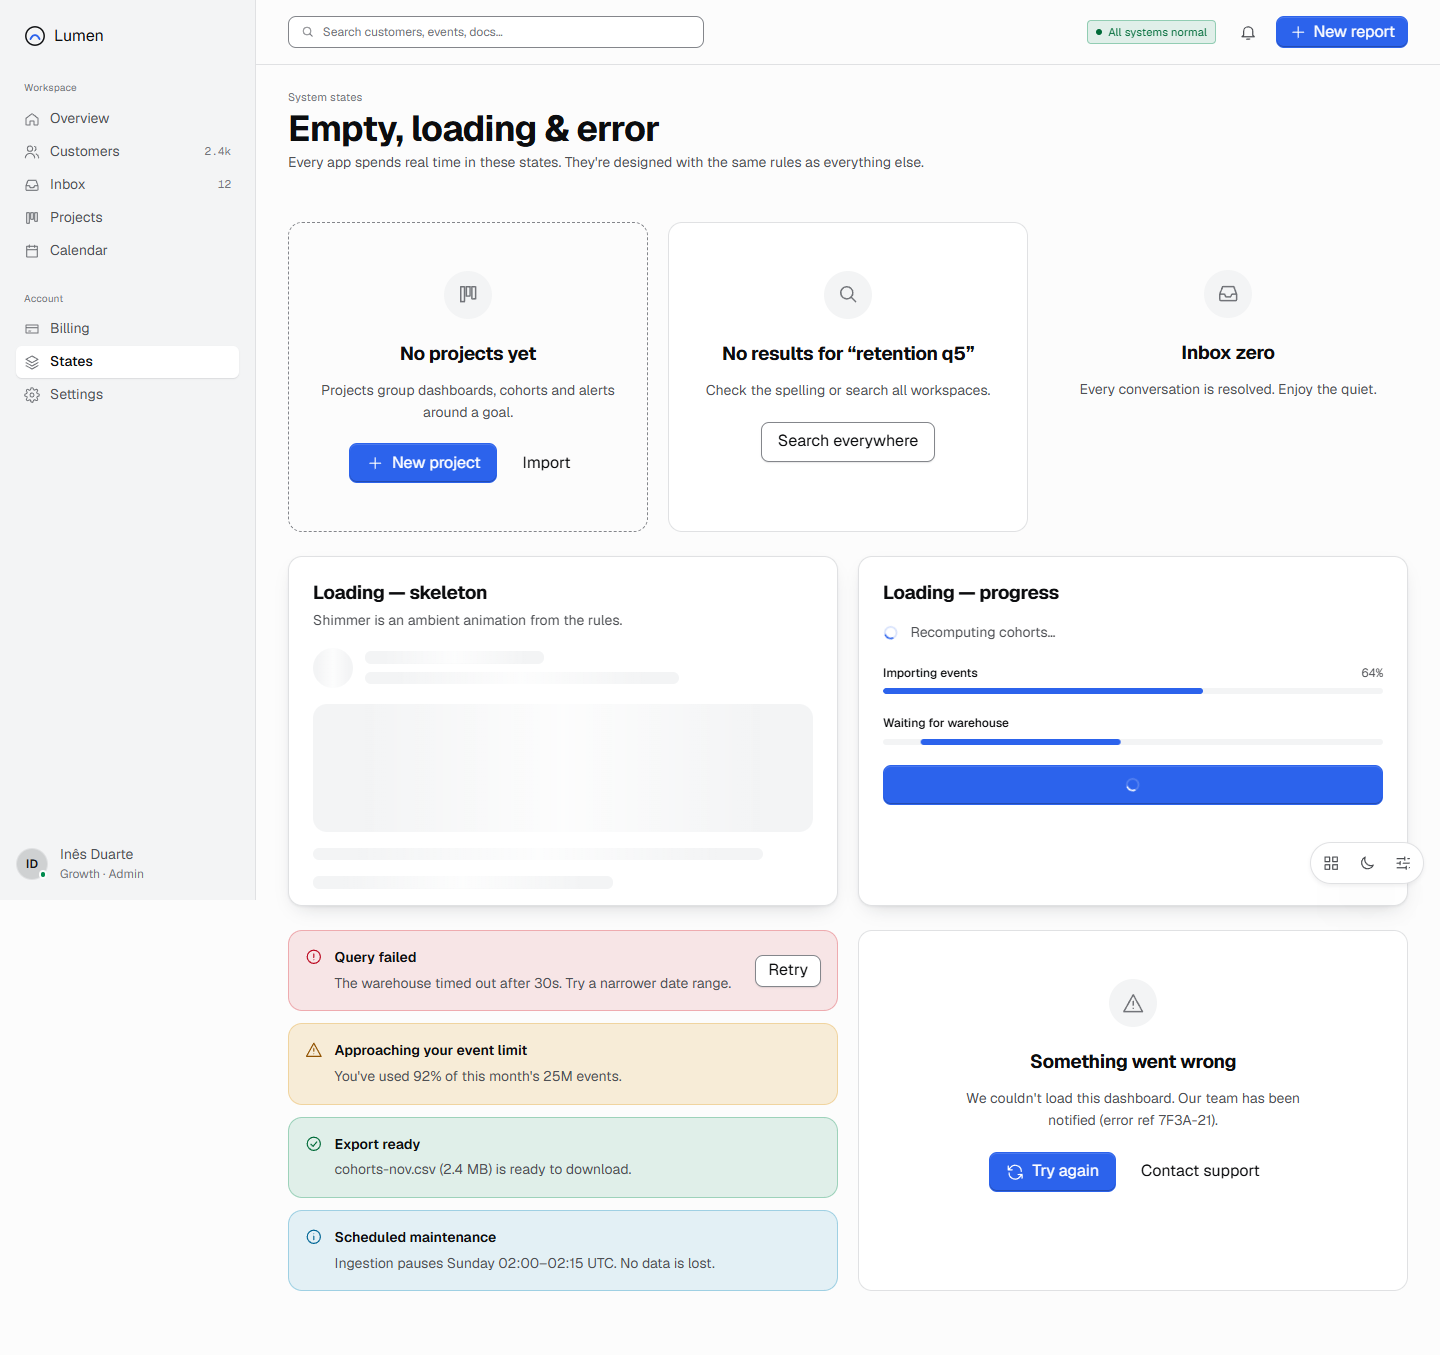 Lumen
Workspace
Overview
Customers 2.4k
Inbox 12
Projects
Calendar
Account
Billing
States
Settings
ID
Inês Duarte
Growth · Admin
Search customers, events, docs…
All systems normal
New report
System states
Empty, loading & error
Every app spends real time in these states. They're designed with the same rules as everything else.
No projects yet
Projects group dashboards, cohorts and alerts
around a goal.
New project
Import
No results for “retention q5”
Check the spelling or search all workspaces.
Search everywhere
Inbox zero
Every conversation is resolved. Enjoy the quiet.
Loading — skeleton
Shimmer is an ambient animation from the rules.
Loading — progress
Recomputing cohorts…
Importing events 64%
Waiting for warehouse
Query failed
The warehouse timed out after 30s. Try a narrower date range.
Retry
Approaching your event limit
You've used 92% of this month's 25M events.
Export ready
cohorts-nov.csv (2.4 MB) is ready to download.
Scheduled maintenance
Ingestion pauses Sunday 02:00–02:15 UTC. No data is lost.
Something went wrong
We couldn't load this dashboard. Our team has been
notified (error ref 7F3A-21).
Try again
Contact support